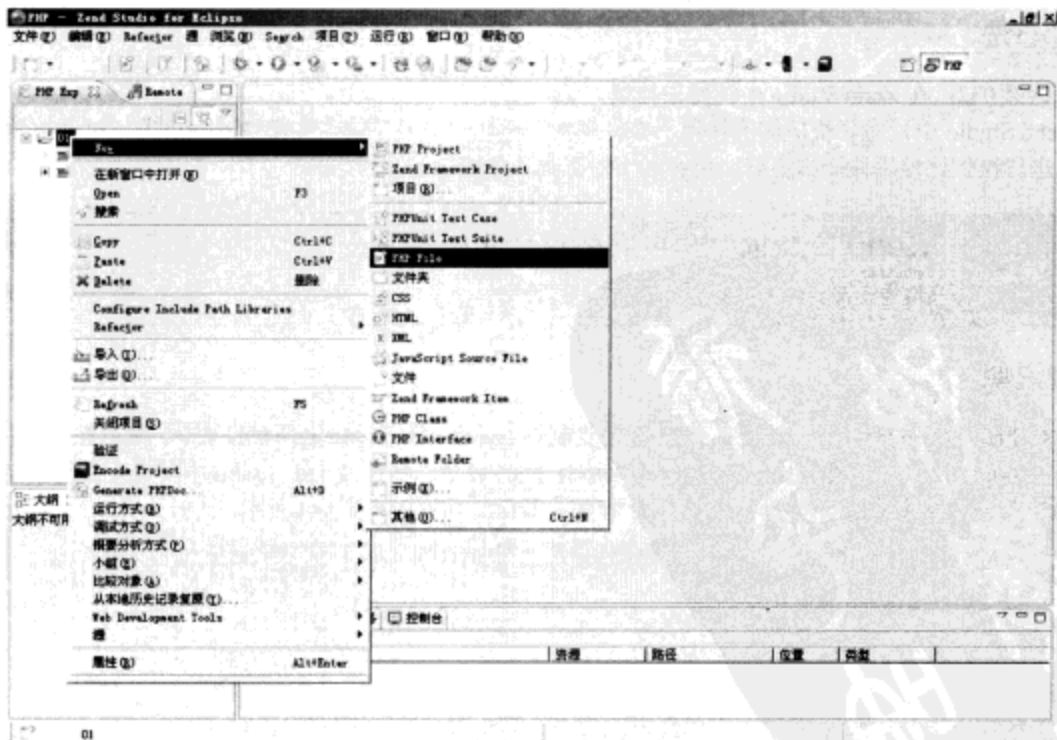 PHP - Zend Studio for Eclipse
文件(F) 编辑(E) Refactor 源 浏览(N) Search 项目(P) 运行(R) 窗口(W) 帮助(H)
PHP
PHP Exp Remote
01
New
在新窗口中打开(N)
Open F3
搜索
Copy Ctrl+C
Paste Ctrl+V
Delete 删除
Configure Include Path Libraries
Refactor
导入(I)...
导出(O)...
Refresh F5
关闭项目(S)
验证
Encode Project
Generate PHPDoc...
运行方式(R)
调试方式(D)
概要分析方式(P)
小组(E)
比较对象(A)
从本地历史记录复原(Y)...
Web Development Tools
源
属性(R) Alt+Enter
PHP Project
Zend Framework Project
项目(R)...
PHPUnit Test Case
PHPUnit Test Suite
PHP File
文件夹
CSS
HTML
XML
JavaScript Source File
文件
Zend Framework Item
PHP Class
PHP Interface
Remote Folder
示例(X)...
其他(O)... Ctrl+N
大纲
大纲不可用
控制台
资源 路径 位置 类型
01